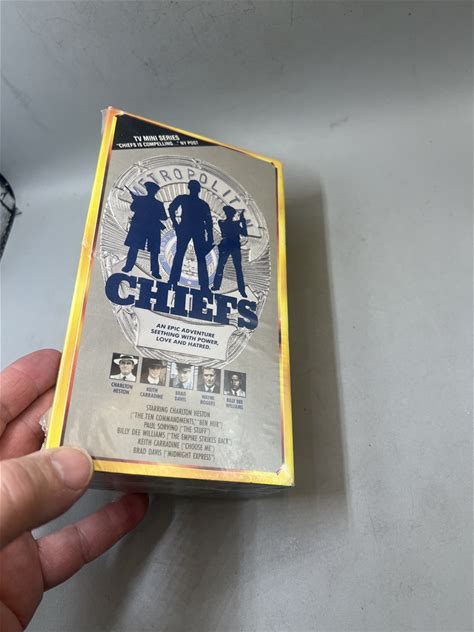 TV MINI SERIES
"CHIEFS IS COMPELLING..." NY POST
METROPOLITAN
CHIEFS
AN EPIC ADVENTURE
SEETHING WITH POWER,
LOVE AND HATRED.
CHARLTON HESTON
KEITH CARRADINE
BRAD DAVIS
WAYNE ROGERS
BILLY DEE WILLIAMS
STARRING CHARLTON HESTON
("THE TEN COMMANDMENTS," "BEN HUR")
PAUL SORVINO ("THE STUFF")
BILLY DEE WILLIAMS ("THE EMPIRE STRIKES BACK")
KEITH CARRADINE ("CHOOSE ME")
BRAD DAVIS ("MIDNIGHT EXPRESS")